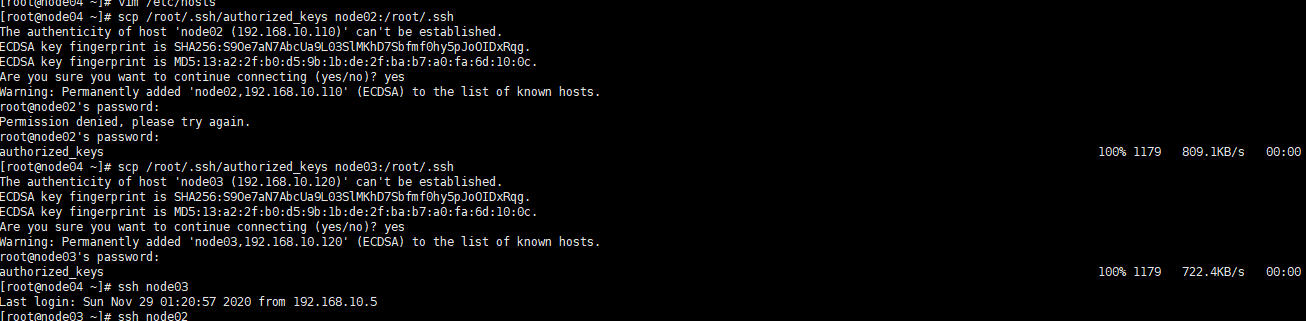 [root@node04 ~]# vim /etc/hosts
[root@node04 ~]# scp /root/.ssh/authorized_keys node02:/root/.ssh
The authenticity of host 'node02 (192.168.10.110)' can't be established.
ECDSA key fingerprint is SHA256:S9Oe7aN7AbcUa9L03SlMKhD7Sbfmf0hy5pJoOIDxRqg.
ECDSA key fingerprint is MD5:13:a2:2f:b0:d5:9b:1b:de:2f:ba:b7:a0:fa:6d:10:0c.
Are you sure you want to continue connecting (yes/no)? yes
Warning: Permanently added 'node02,192.168.10.110' (ECDSA) to the list of known hosts.
root@node02's password:
Permission denied, please try again.
root@node02's password:
authorized_keys 100% 1179 809.1KB/s 00:00
[root@node04 ~]# scp /root/.ssh/authorized_keys node03:/root/.ssh
The authenticity of host 'node03 (192.168.10.120)' can't be established.
ECDSA key fingerprint is SHA256:S9Oe7aN7AbcUa9L03SlMKhD7Sbfmf0hy5pJoOIDxRqg.
ECDSA key fingerprint is MD5:13:a2:2f:b0:d5:9b:1b:de:2f:ba:b7:a0:fa:6d:10:0c.
Are you sure you want to continue connecting (yes/no)? yes
Warning: Permanently added 'node03,192.168.10.120' (ECDSA) to the list of known hosts.
root@node03's password:
authorized_keys 100% 1179 722.4KB/s 00:00
[root@node04 ~]# ssh node03
Last login: Sun Nov 29 01:20:57 2020 from 192.168.10.5
[root@node03 ~]# ssh node02